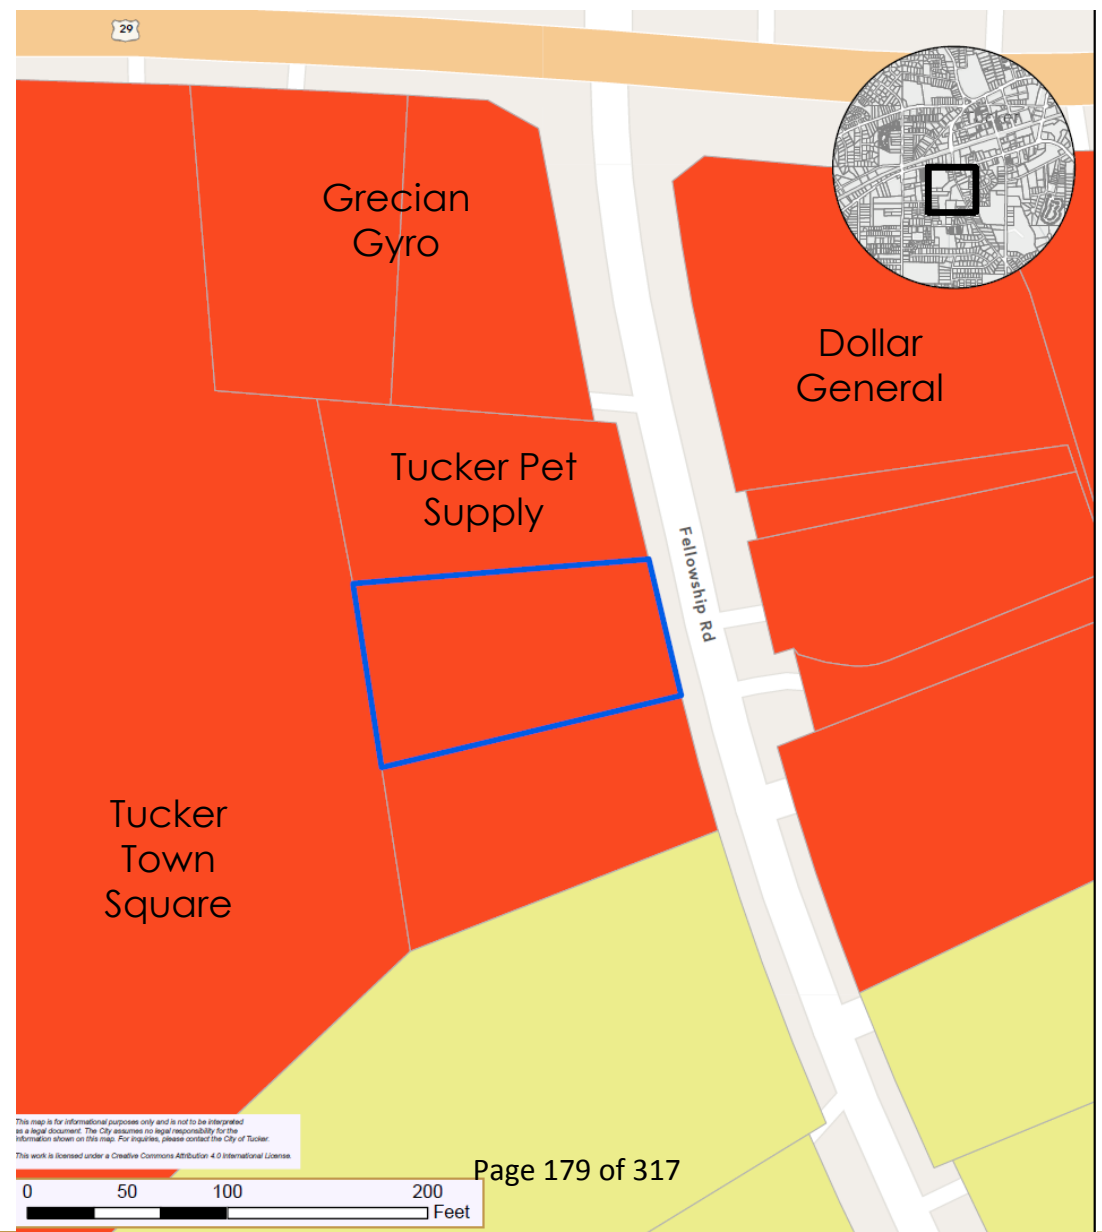 29
Tucker
Grecian
Gyro
Dollar
General
Tucker Pet
Supply
Fellowship Rd
Tucker
Town
Square
This map is for informational purposes only and is not to be interpreted
as a legal document. The City assumes no legal responsibility for the
information shown on this map. For inquiries, please contact the City of Tucker.
This work is licensed under a Creative Commons Attribution 4.0 International License.
Page 179 of 317
0 50 100 200
Feet